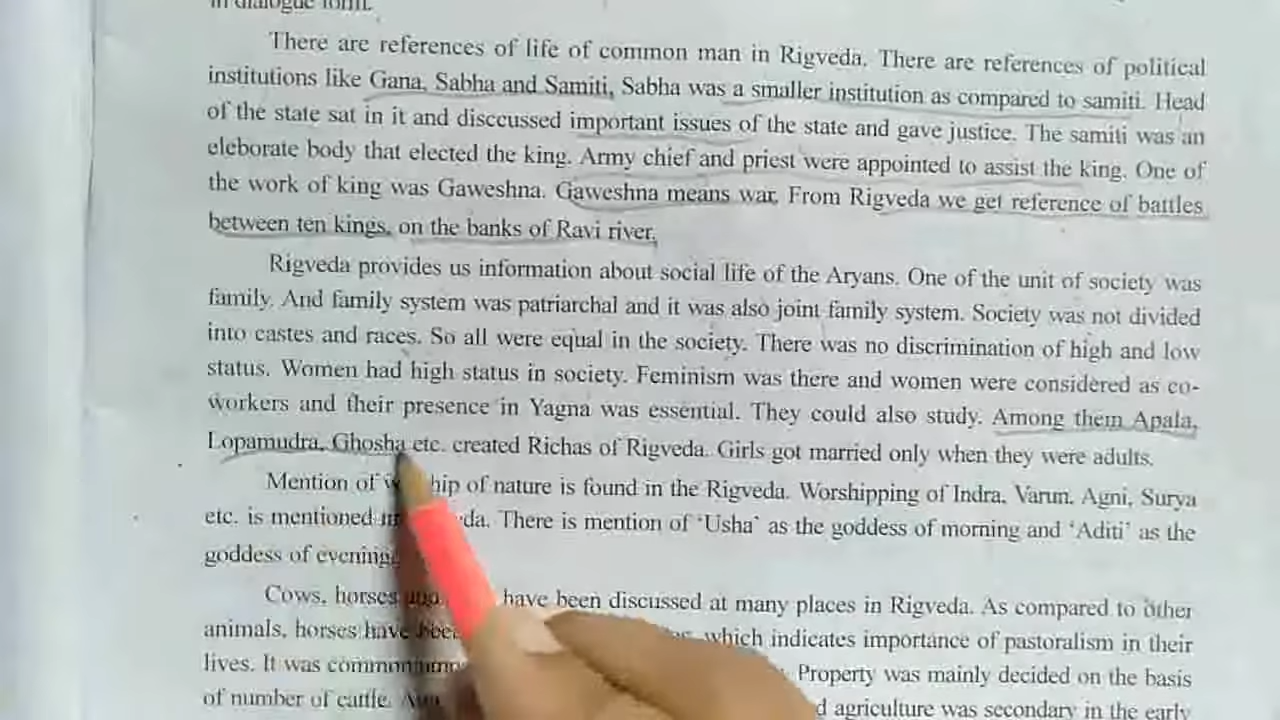 in dialogue form.
There are references of life of common man in Rigveda. There are references of political
institutions like Gana, Sabha and Samiti, Sabha was a smaller institution as compared to samiti. Head
of the state sat in it and disccussed important issues of the state and gave justice. The samiti was an
eleborate body that elected the king. Army chief and priest were appointed to assist the king. One of
the work of king was Gaweshna. Gaweshna means war. From Rigveda we get reference of battles
between ten kings, on the banks of Ravi river,
Rigveda provides us information about social life of the Aryans. One of the unit of society was
family. And family system was patriarchal and it was also joint family system. Society was not divided
into castes and races. So all were equal in the society. There was no discrimination of high and low
status. Women had high status in society. Feminism was there and women were considered as co-
workers and their presence in Yagna was essential. They could also study. Among them Apala,
Lopamudra, Ghosha etc. created Richas of Rigveda. Girls got married only when they were adults.
Mention of hip of nature is found in the Rigveda. Worshipping of Indra, Varun, Agni, Surya
etc. is mentioned da. There is mention of ‘Usha‘ as the goddess of morning and ‘Aditi’ as the
goddess of evening
Cows, horses have been discussed at many places in Rigveda. As compared to other
animals, horses have which indicates importance of pastoralism in their
lives. It was common Property was mainly decided on the basis
of number of cattle. agriculture was secondary in the early